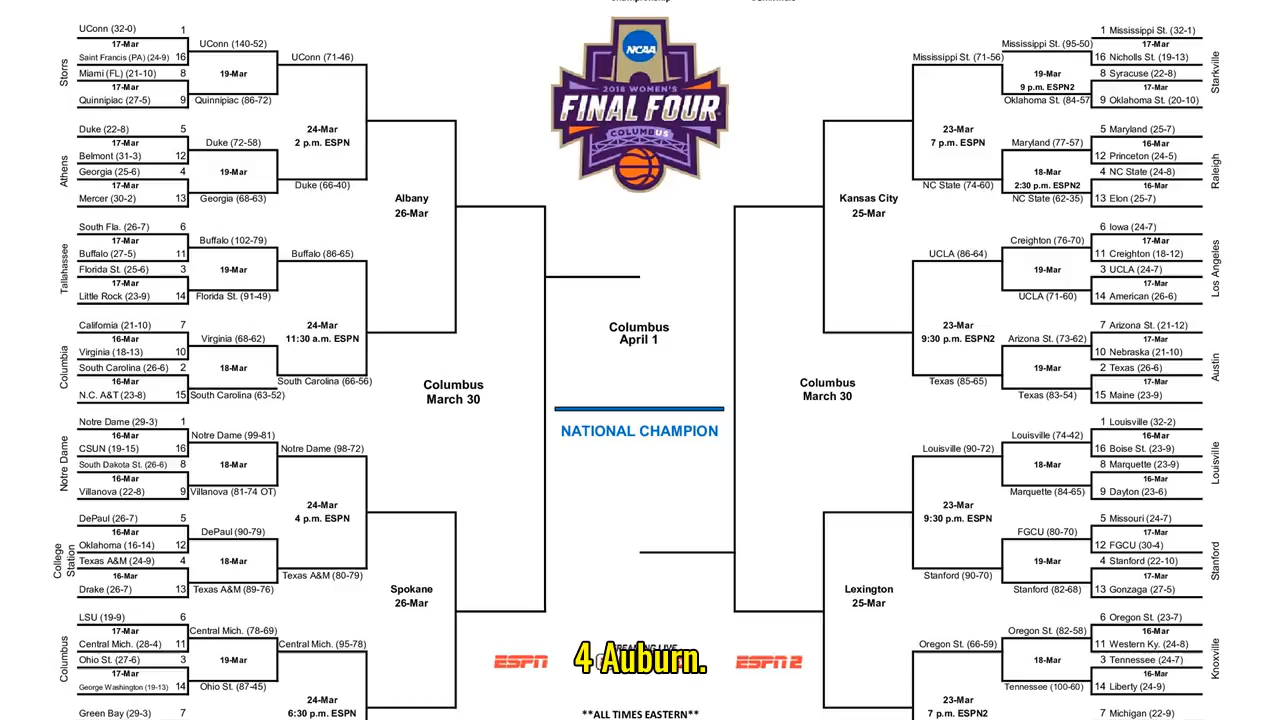 UConn (32-0) 1
17-Mar
Saint Francis (PA) (24-9) 16
Miami (FL) (21-10) 8
17-Mar
Quinnipiac (27-5) 9
Storrs
UConn (140-52)
19-Mar
Quinnipiac (86-72)
UConn (71-46)
Duke (22-8) 5
17-Mar
Belmont (31-3) 12
Georgia (25-6) 4
17-Mar
Mercer (30-2) 13
Athens
Duke (72-58)
19-Mar
Georgia (68-63)
24-Mar
2 p.m. ESPN
Duke (66-40)
Albany
26-Mar
South Fla. (26-7) 6
17-Mar
Buffalo (27-5) 11
Florida St. (25-6) 3
17-Mar
Little Rock (23-9) 14
Tallahassee
Buffalo (102-79)
19-Mar
Florida St. (91-49)
Buffalo (86-65)
California (21-10) 7
16-Mar
Virginia (18-13) 10
South Carolina (26-6) 2
16-Mar
N.C. A&T (23-8) 15
Columbia
Virginia (68-62)
18-Mar
South Carolina (63-52)
24-Mar
11:30 a.m. ESPN
South Carolina (66-56)
Columbus
March 30
Notre Dame (29-3) 1
16-Mar
CSUN (19-15) 16
South Dakota St. (26-6) 8
16-Mar
Villanova (22-8) 9
Notre Dame
Notre Dame (99-81)
18-Mar
Villanova (81-74 OT)
Notre Dame (98-72)
DePaul (26-7) 5
16-Mar
Oklahoma (16-14) 12
Texas A&M (24-9) 4
16-Mar
Drake (26-7) 13
College
Station
DePaul (90-79)
18-Mar
Texas A&M (89-76)
24-Mar
4 p.m. ESPN
Texas A&M (80-79)
Spokane
26-Mar
LSU (19-9) 6
17-Mar
Central Mich. (28-4) 11
Ohio St. (27-6) 3
17-Mar
George Washington (19-13) 14
Columbus
Central Mich. (78-69)
19-Mar
Ohio St. (87-45)
Central Mich. (95-78)
24-Mar
6:30 p.m. ESPN
Green Bay (29-3) 7
NCAA
2018 WOMEN'S
FINAL FOUR
COLUMBUS
Columbus
April 1
NATIONAL CHAMPION
ESPN
4 Auburn.
ESPN 2
**ALL TIMES EASTERN**
1 Mississippi St. (32-1)
17-Mar
16 Nicholls St. (19-13)
8 Syracuse (22-8)
17-Mar
9 Oklahoma St. (20-10)
Starkville
Mississippi St. (95-50)
19-Mar
9 p.m. ESPN2
Oklahoma St. (84-57)
Mississippi St. (71-56)
5 Maryland (25-7)
16-Mar
12 Princeton (24-5)
4 NC State (24-8)
16-Mar
13 Elon (25-7)
Raleigh
Maryland (77-57)
18-Mar
2:30 p.m. ESPN2
NC State (62-35)
23-Mar
7 p.m. ESPN
NC State (74-60)
Kansas City
25-Mar
6 Iowa (24-7)
17-Mar
11 Creighton (18-12)
3 UCLA (24-7)
17-Mar
14 American (26-6)
Los Angeles
Creighton (76-70)
19-Mar
UCLA (71-60)
UCLA (86-64)
7 Arizona St. (21-12)
17-Mar
10 Nebraska (21-10)
2 Texas (26-6)
17-Mar
15 Maine (23-9)
Austin
Arizona St. (73-62)
19-Mar
Texas (83-54)
23-Mar
9:30 p.m. ESPN2
Texas (85-65)
Columbus
March 30
1 Louisville (32-2)
16-Mar
16 Boise St. (23-9)
8 Marquette (23-9)
16-Mar
9 Dayton (23-6)
Louisville
Louisville (74-42)
18-Mar
Marquette (84-65)
Louisville (90-72)
5 Missouri (24-7)
17-Mar
12 FGCU (30-4)
4 Stanford (22-10)
17-Mar
13 Gonzaga (27-5)
Stanford
FGCU (80-70)
19-Mar
Stanford (82-68)
23-Mar
9:30 p.m. ESPN
Stanford (90-70)
Lexington
25-Mar
6 Oregon St. (23-7)
16-Mar
11 Western Ky. (24-8)
3 Tennessee (24-7)
16-Mar
14 Liberty (24-9)
Knoxville
Oregon St. (82-58)
18-Mar
Tennessee (100-60)
Oregon St. (66-59)
23-Mar
7 p.m. ESPN2
7 Michigan (22-9)